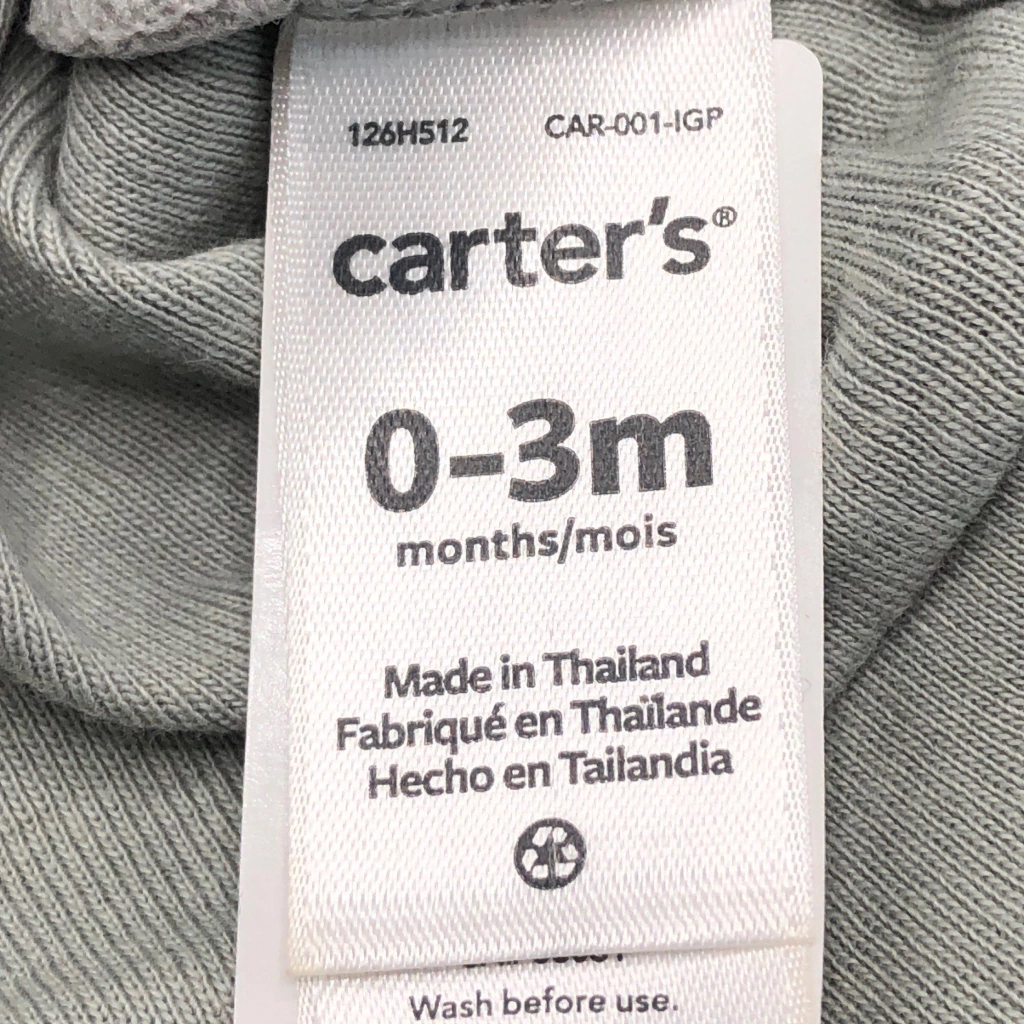 126H512 CAR-001-IGP
carter's®
0-3m
months/mois
Made in Thailand
Fabriqué en Thaïlande
Hecho en Tailandia
Wash before use.